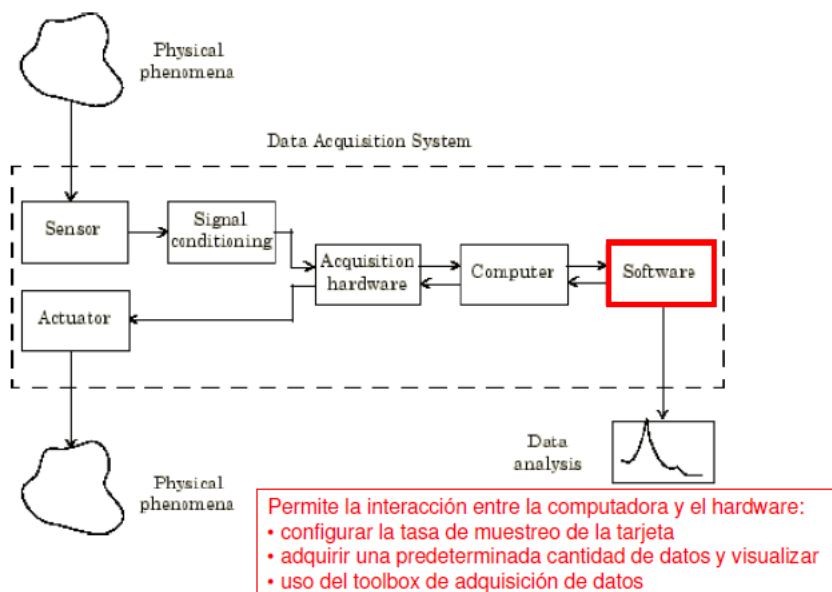 Physical
phenomena
Data Acquisition System
Sensor
Signal
conditioning
Acquisition
hardware
Computer
Software
Actuator
Physical
phenomena
Data
analysis
Permite la interacción entre la computadora y el hardware:
• configurar la tasa de muestreo de la tarjeta
• adquirir una predeterminada cantidad de datos y visualizar
• uso del toolbox de adquisición de datos